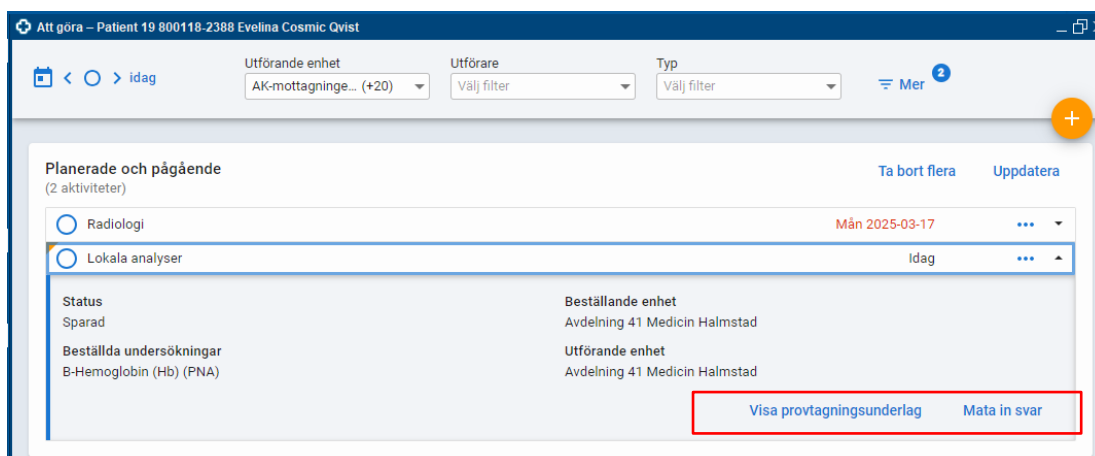 Att göra – Patient 19 800118-2388 Evelina Cosmic Qvist
idag
Utförande enhet
AK-mottagninge... (+20)
Utförare
Välj filter
Typ
Välj filter
Mer 2
Planerade och pågående
(2 aktiviteter)
Ta bort flera Uppdatera
Radiologi Mån 2025-03-17
Lokala analyser Idag
Status
Sparad
Beställande enhet
Avdelning 41 Medicin Halmstad
Beställda undersökningar
B-Hemoglobin (Hb) (PNA)
Utförande enhet
Avdelning 41 Medicin Halmstad
Visa provtagningsunderlag Mata in svar